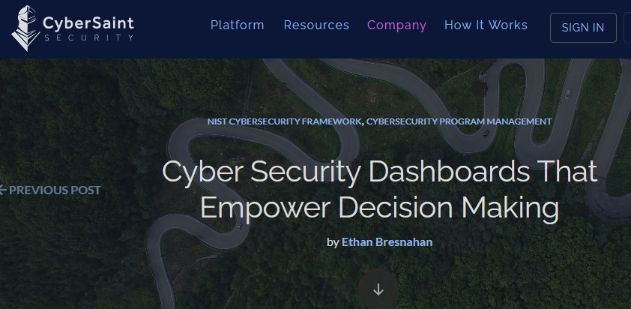 CyberSaint
SECURITY
Platform Resources Company How It Works SIGN IN
NIST CYBERSECURITY FRAMEWORK, CYBERSECURITY PROGRAM MANAGEMENT
Cyber Security Dashboards That
Empower Decision Making
← PREVIOUS POST
by Ethan Bresnahan